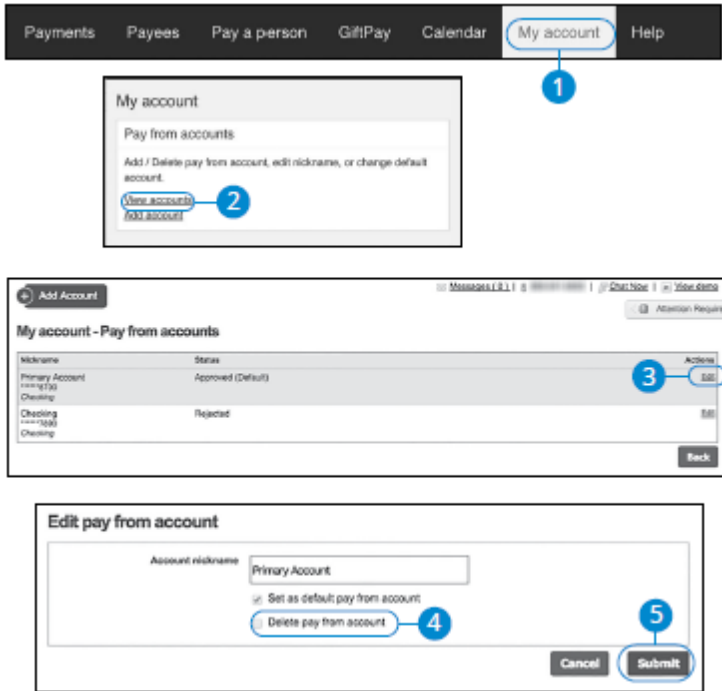 Payments Payees Pay a person GiftPay Calendar My account Help
1
My account
Pay from accounts
Add / Delete pay from account, edit nickname, or change default
account.
View accounts 2
Add account
Add Account
Messages ( 0 ) | | Chat Now | View demo
Attention Requir
My account - Pay from accounts
Nickname Status Actions
Primary Account Approved (Default) 3 Edit
Checking
Checking Rejected Edit
Checking
Back
Edit pay from account
Account nickname Primary Account
Set as default pay from account
Delete pay from account 4
5
Cancel Submit